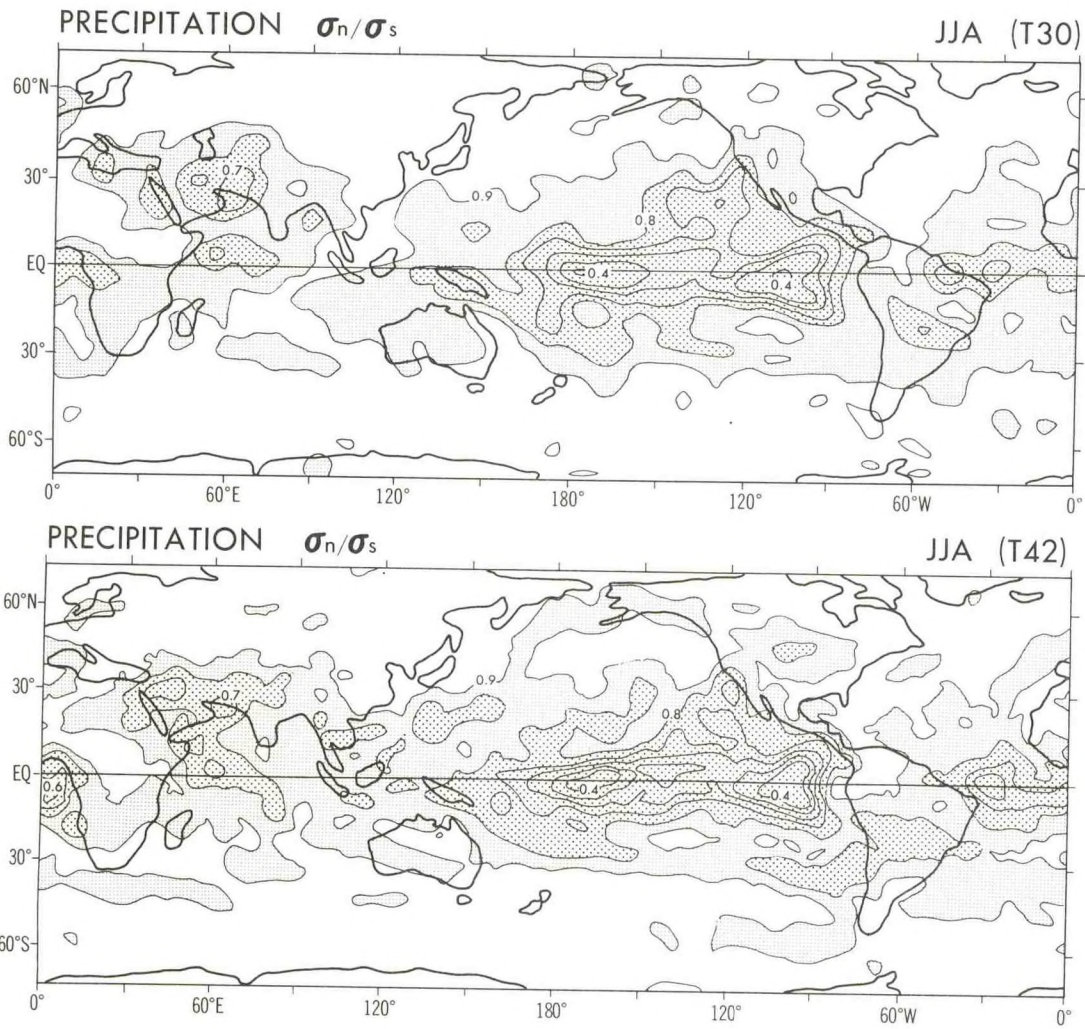 PRECIPITATION σn/σs JJA (T30)
60°N
30°
EQ
30°
60°S
0.7
0.9
0.8
0.4
0.4
0° 60°E 120° 180° 120° 60°W 0°
PRECIPITATION σn/σs JJA (T42)
60°N
30°
EQ
30°
60°S
0.7
0.9
0.8
0.6
0.4
0.4
0° 60°E 120° 180° 120° 60°W 0°